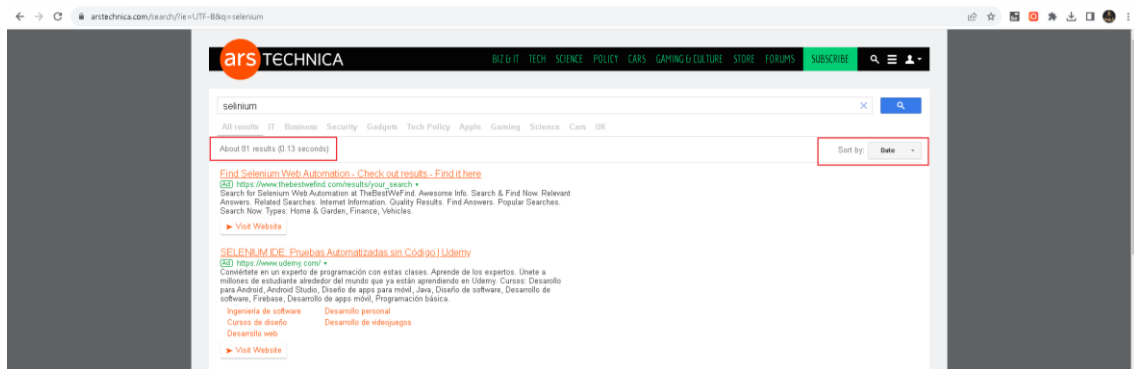 arstechnica.com/search/?ie=UTF-8&q=selenium
ars TECHNICA
BIZ & IT TECH SCIENCE POLICY CARS GAMING & CULTURE STORE FORUMS SUBSCRIBE
selinium
All results IT Business Security Gadgets Tech Policy Apple Gaming Science Cars UK
About 81 results (0.13 seconds)
Sort by: Date
Find Selenium Web Automation - Check out results - Find it here
Ad https://www.thebestwefind.com/results/your_search
Search for Selenium Web Automation at TheBestWeFind. Awesome Info. Search & Find Now. Relevant
Answers. Related Searches. Internet Information. Quality Results. Find Answers. Popular Searches.
Search Now. Types: Home & Garden, Finance, Vehicles.
Visit Website
SELENIUM IDE: Pruebas Automatizadas sin Código | Udemy
Ad https://www.udemy.com/
Conviértete en un experto de programación con estas clases. Aprende de los expertos. Únete a
millones de estudiante alrededor del mundo que ya están aprendiendo en Udemy. Cursos: Desarollo
para Android, Android Studio, Diseño de apps para móvil, Java, Diseño de software, Desarrollo de
software, Firebase, Desarrollo de apps móvil, Programación básica.
Ingeniería de software Desarrollo personal
Cursos de diseño Desarrollo de videojuegos
Desarrollo web
Visit Website